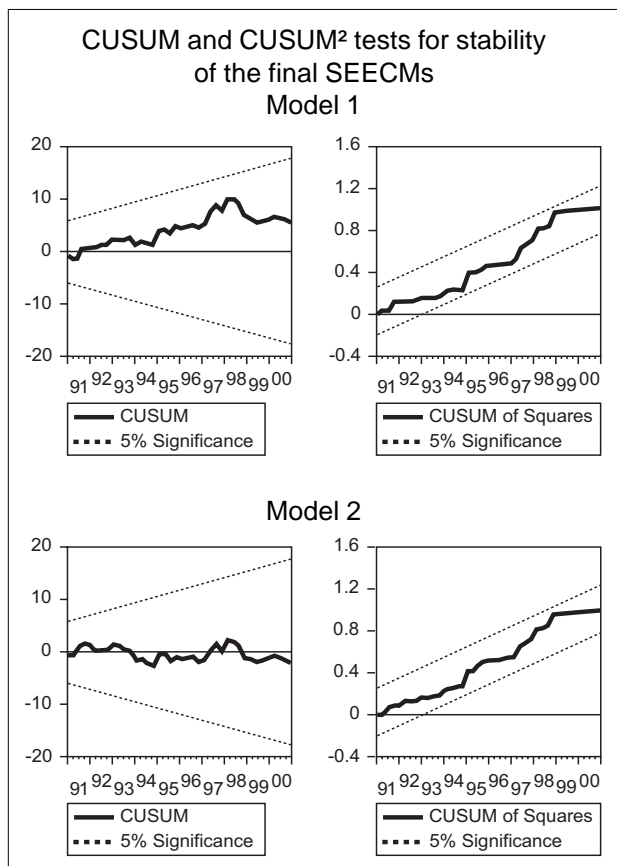 CUSUM and CUSUM² tests for stability
of the final SEECMs
Model 1
20
10
0
-10
-20
91 92 93 94 95 96 97 98 99 00
CUSUM
5% Significance
1.6
1.2
0.8
0.4
0
-0.4
91 92 93 94 95 96 97 98 99 00
CUSUM of Squares
5% Significance
Model 2
20
10
0
-10
-20
91 92 93 94 95 96 97 98 99 00
CUSUM
5% Significance
1.6
1.2
0.8
0.4
0
-0.4
91 92 93 94 95 96 97 98 99 00
CUSUM of Squares
5% Significance